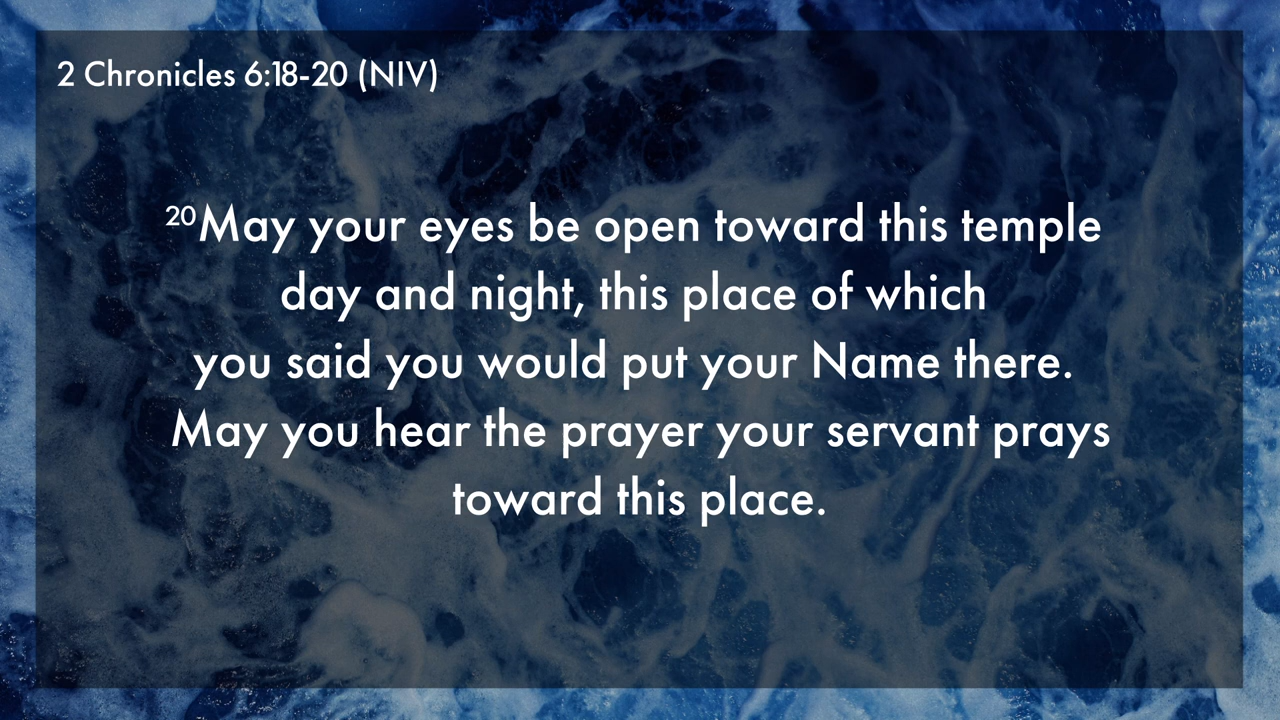 2 Chronicles 6:18-20 (NIV)
20May your eyes be open toward this temple
day and night, this place of which
you said you would put your Name there.
May you hear the prayer your servant prays
toward this place.